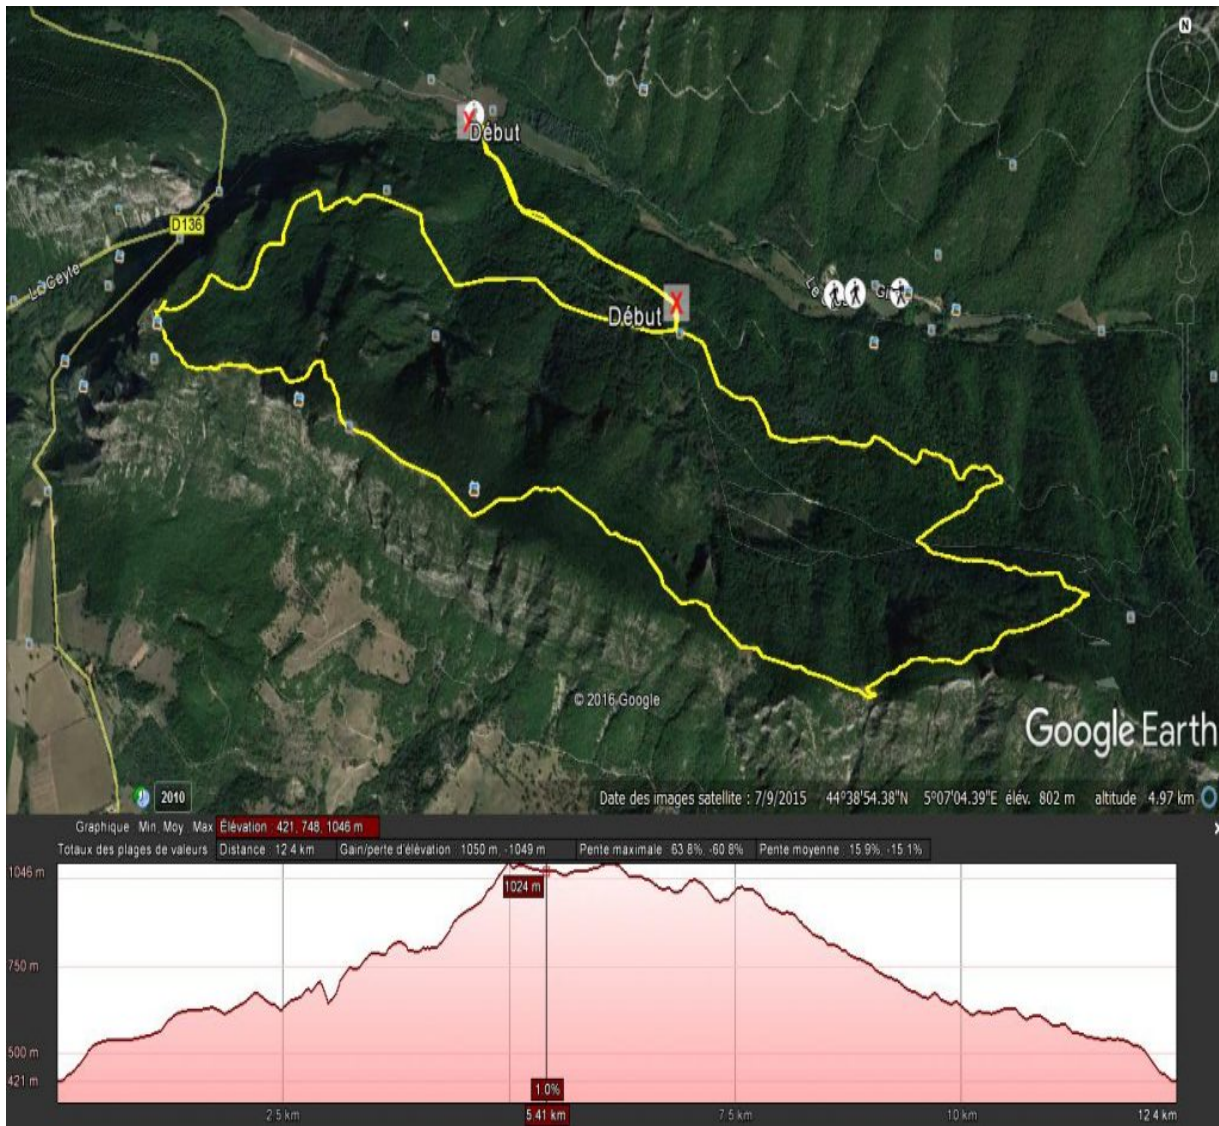 N
Début
D136
Début
Le
© 2016 Google
Google Earth
2010
Date des images satellite : 7/9/2015 44°38'54.38"N 5°07'04.39"E élév. 802 m altitude 4.97 km
Graphique : Min, Moy, Max Élévation : 421, 748, 1046 m
Totaux des plages de valeurs : Distance : 12.4 km Gain/perte d'élévation : 1050 m, -1049 m Pente maximale : 63.8%, -60.8% Pente moyenne : 15.9%, -15.1%
1046 m
1024 m
750 m
500 m
421 m
1.0%
2.5 km 5.41 km 7.5 km 10 km 12.4 km